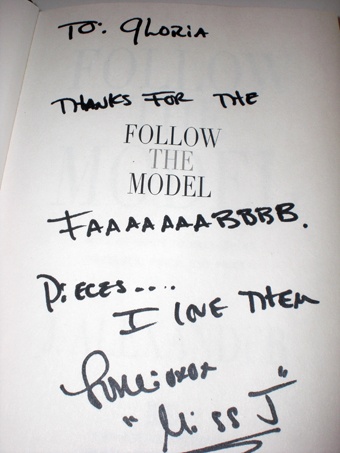 To: GLORIA
THANKS FOR THE
FOLLOW
THE
MODEL
FAAAAAAABBBB.
PiECES....
I LOVE THEM
"Miss J"